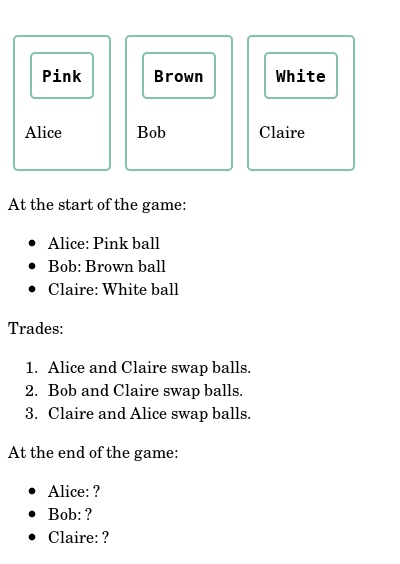 Pink Brown White
Alice Bob Claire
At the start of the game:
• Alice: Pink ball
• Bob: Brown ball
• Claire: White ball
Trades:
1. Alice and Claire swap balls.
2. Bob and Claire swap balls.
3. Claire and Alice swap balls.
At the end of the game:
• Alice: ?
• Bob: ?
• Claire: ?